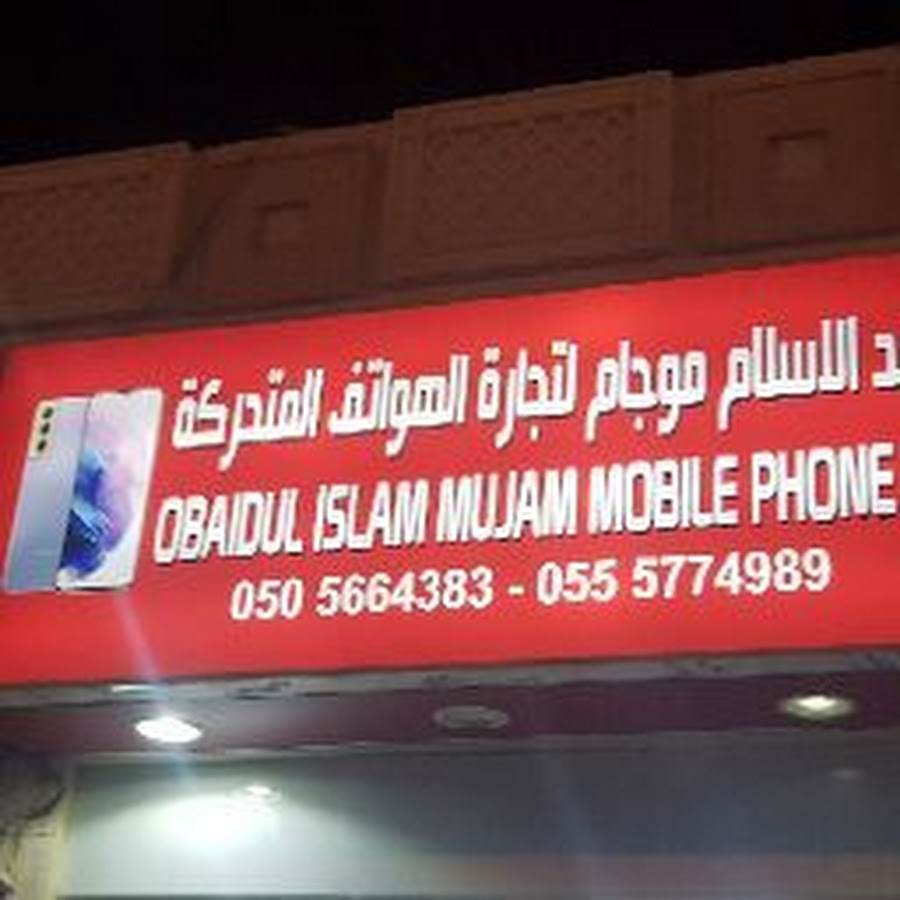 الاسلام موجام لتجارة الهواتف المتحركة
OBAIDUL ISLAM MUJAM MOBILE PHONE
050 5664383 - 055 5774989